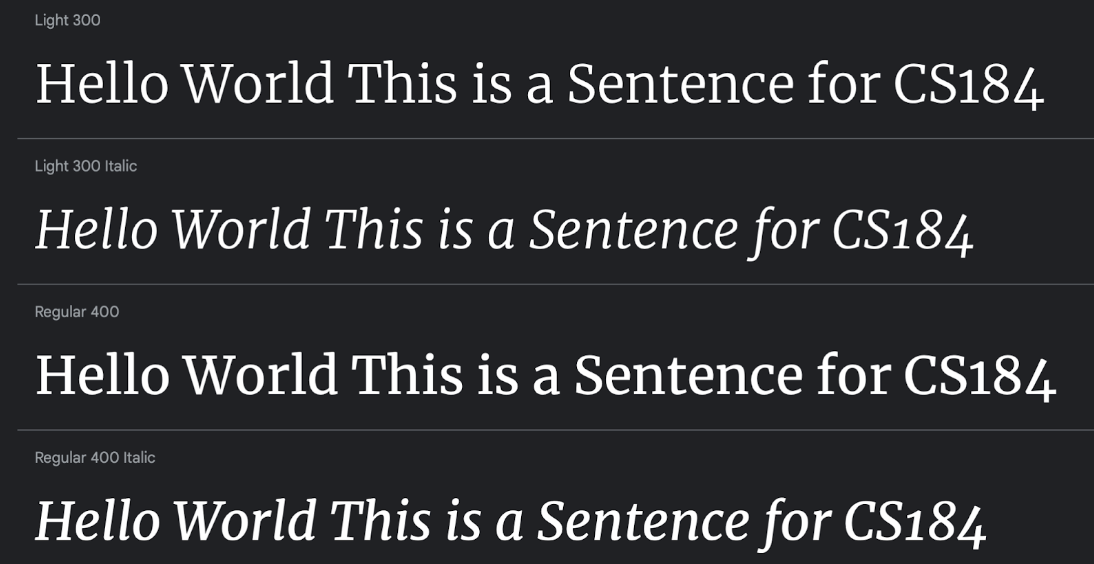 Light 300
Hello World This is a Sentence for CS184
Light 300 Italic
Hello World This is a Sentence for CS184
Regular 400
Hello World This is a Sentence for CS184
Regular 400 Italic
Hello World This is a Sentence for CS184